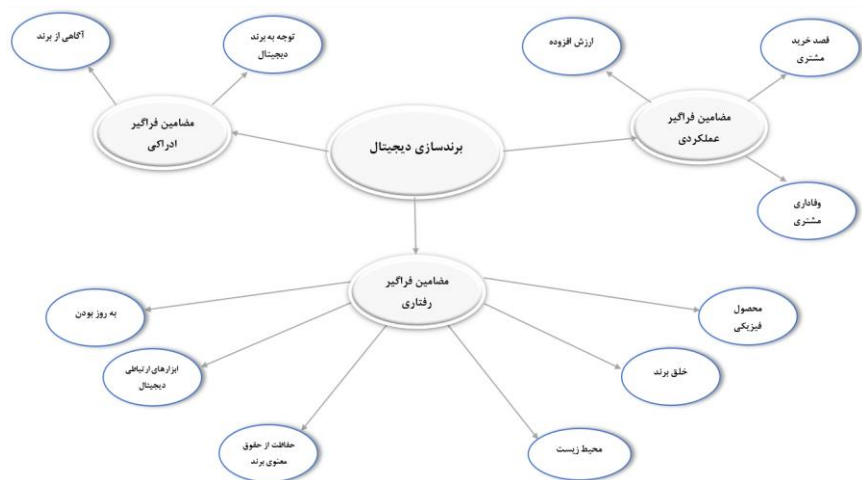 قصد خرید
مشتری
ارزش افزوده
توجه به برند
دیجیتال
آگاهی از برند
مضامین فراگیر
عملکردی
مضامین فراگیر
ادراکی
برندسازی دیجیتال
وفاداری
مشتری
مضامین فراگیر
رفتاری
محصول
فیزیکی
به روز بودن
خلق برند
ابزارهای ارتباطی
دیجیتال
محیط زیست
حفاظت از حقوق
معنوی برند